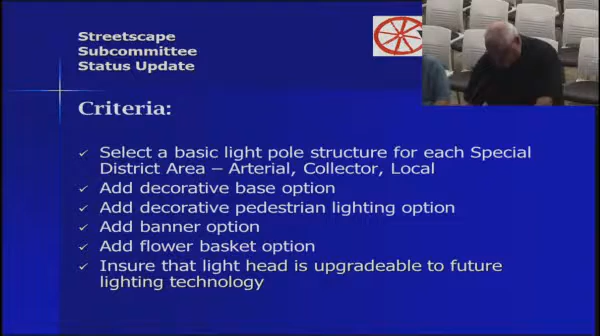 Streetscape
Subcommittee
Status Update
Criteria:
Select a basic light pole structure for each Special
District Area – Arterial, Collector, Local
Add decorative base option
Add decorative pedestrian lighting option
Add banner option
Add flower basket option
Insure that light head is upgradeable to future
lighting technology